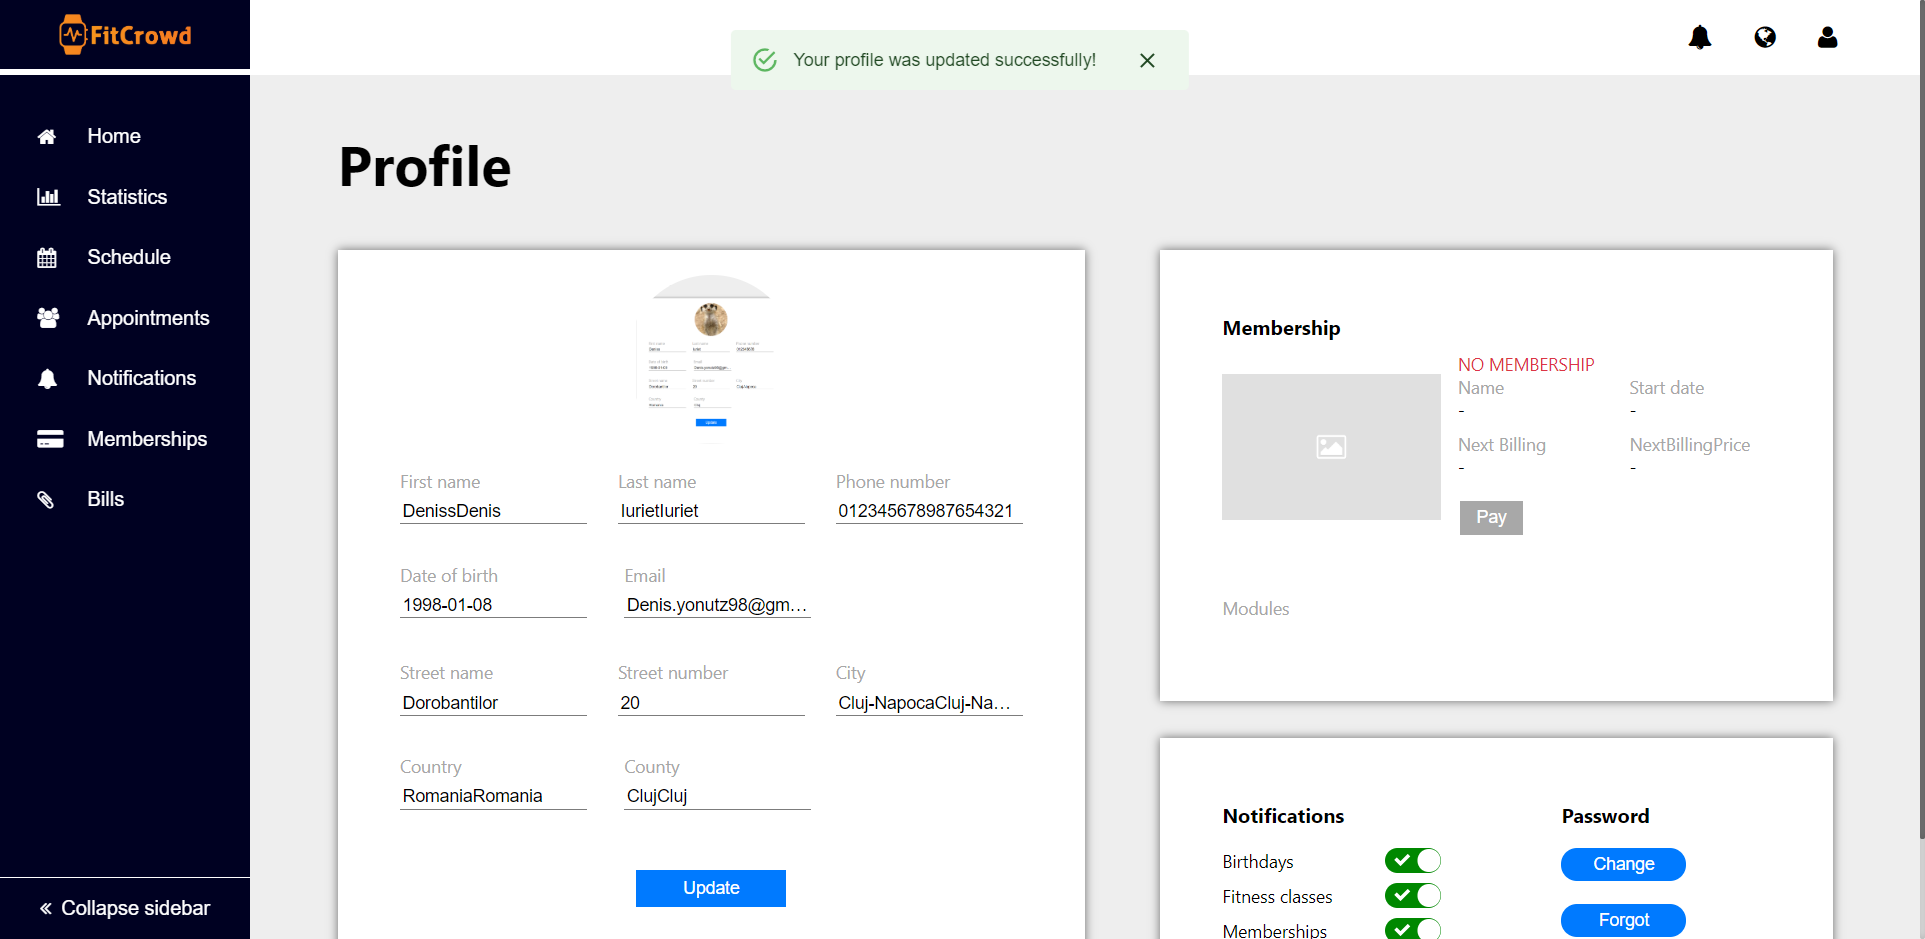 FitCrowd
Your profile was updated successfully!
Home
Statistics
Schedule
Appointments
Notifications
Memberships
Bills
Collapse sidebar
Profile
First name Last name Phone number
DenissDenis IurietIuriet 012345678987654321
Date of birth Email
1998-01-08 Denis.yonutz98@gm...
Street name Street number City
Dorobantilor 20 Cluj-NapocaCluj-Na...
Country County
RomaniaRomania ClujCluj
Update
Membership
NO MEMBERSHIP
Name Start date
- -
Next Billing NextBillingPrice
- -
Pay
Modules
Notifications Password
Birthdays Change
Fitness classes
Memberships Forgot